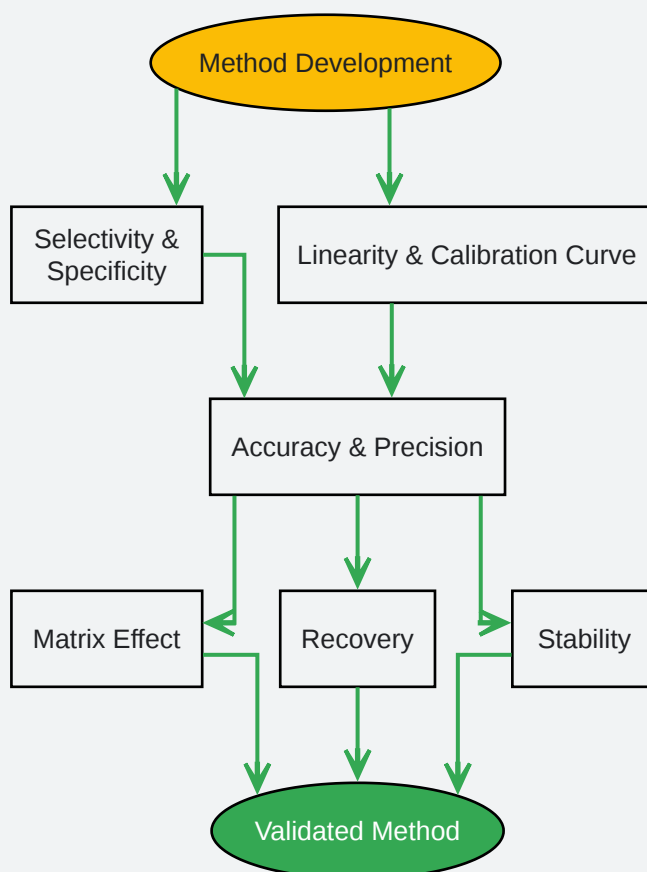 Method Development
Selectivity &
Specificity
Linearity & Calibration Curve
Accuracy & Precision
Matrix Effect
Recovery
Stability
Validated Method